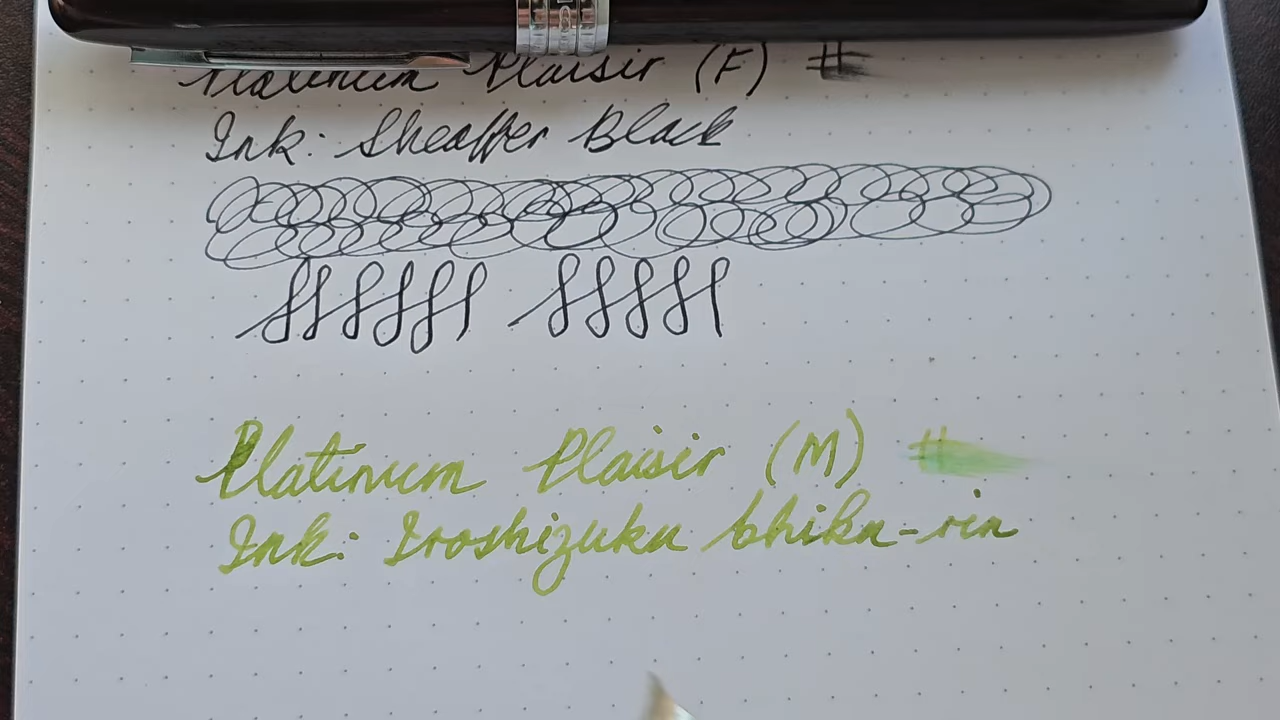 Platinum Plaisir (F) #
Ink: Sheaffer Black
Platinum Plaisir (M) #
Ink: Iroshizuku Chiku-rin